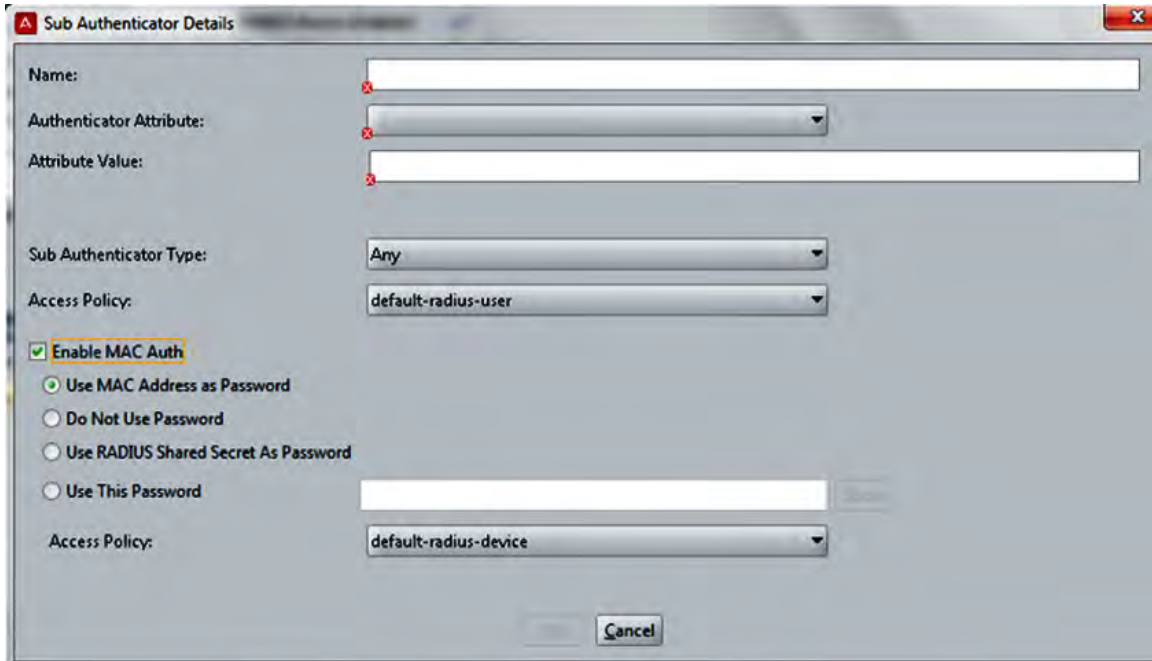 Sub Authenticator Details
Name:
Authenticator Attribute:
Attribute Value:
Sub Authenticator Type: Any
Access Policy: default-radius-user
Enable MAC Auth
Use MAC Address as Password
Do Not Use Password
Use RADIUS Shared Secret As Password
Use This Password
Access Policy: default-radius-device
Cancel